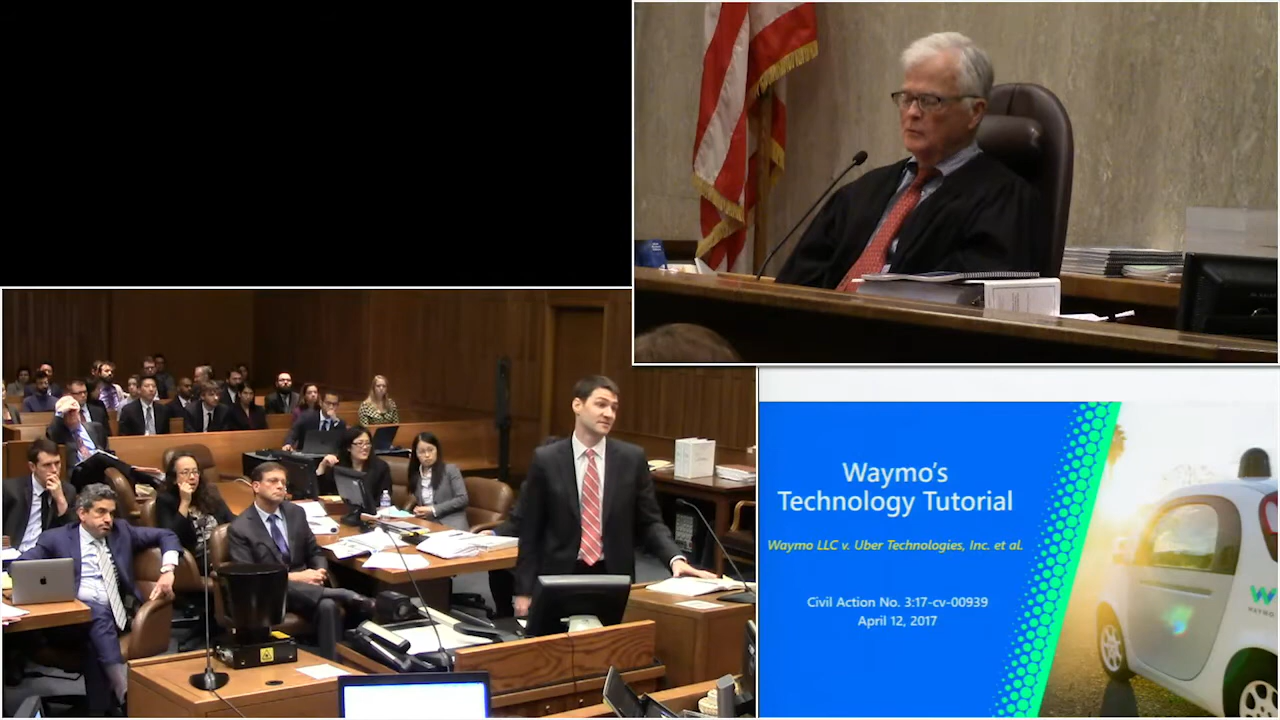 Waymo's
Technology Tutorial
Waymo LLC v. Uber Technologies, Inc. et al.
Civil Action No. 3:17-cv-00939
April 12, 2017
WAYMO